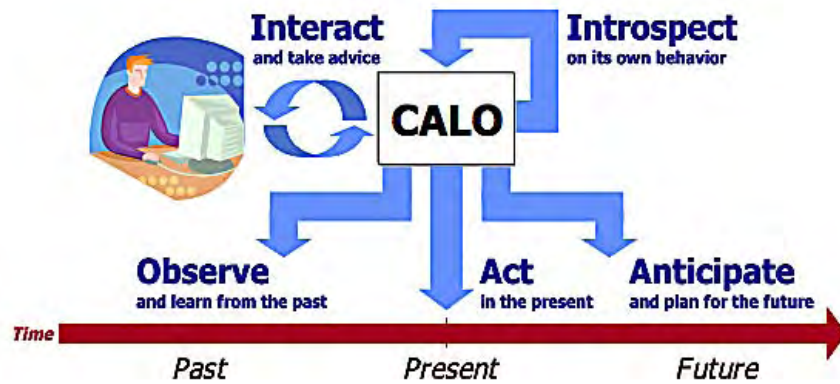 Interact
and take advice
Introspect
on its own behavior
CALO
Observe
and learn from the past
Act
in the present
Anticipate
and plan for the future
Time
Past
Present
Future